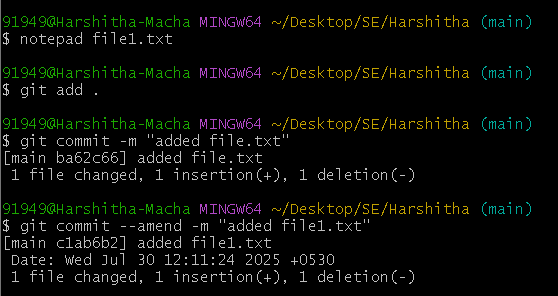 91949@Harshitha-Macha MINGW64 ~/Desktop/SE/Harshitha (main)
$ notepad file1.txt
91949@Harshitha-Macha MINGW64 ~/Desktop/SE/Harshitha (main)
$ git add .
91949@Harshitha-Macha MINGW64 ~/Desktop/SE/Harshitha (main)
$ git commit -m "added file.txt"
[main ba62c66] added file.txt
 1 file changed, 1 insertion(+), 1 deletion(-)
91949@Harshitha-Macha MINGW64 ~/Desktop/SE/Harshitha (main)
$ git commit --amend -m "added file1.txt"
[main c1ab6b2] added file1.txt
 Date: Wed Jul 30 12:11:24 2025 +0530
 1 file changed, 1 insertion(+), 1 deletion(-)